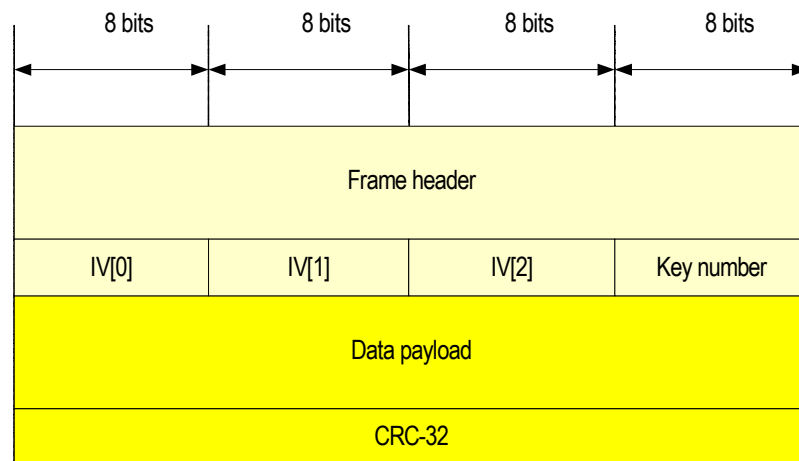 8 bits 8 bits 8 bits 8 bits
Frame header
IV[0] IV[1] IV[2] Key number
Data payload
CRC-32